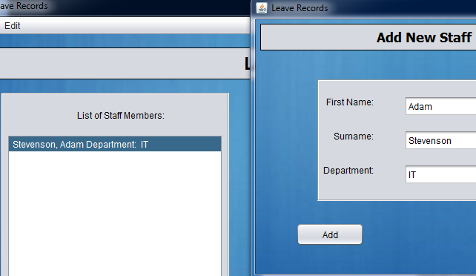 ave Records
Edit
L
List of Staff Members:
Stevenson, Adam Department: IT
Leave Records
Add New Staff
First Name:
Adam
Surname:
Stevenson
Department:
IT
Add